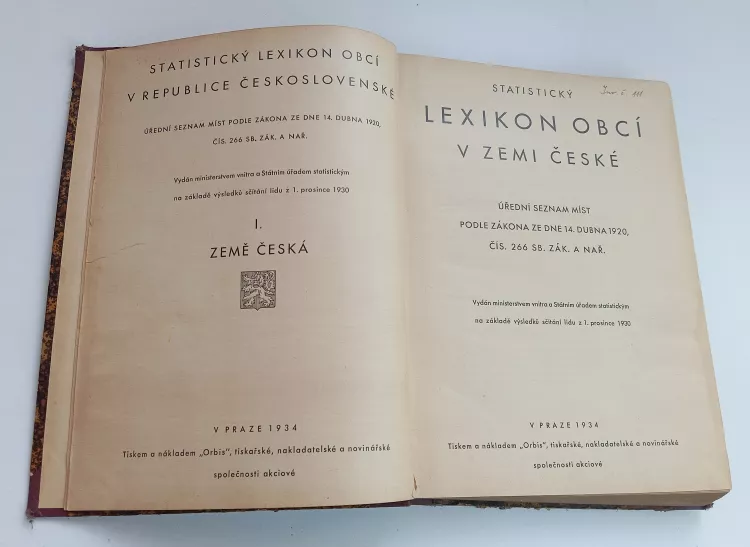 STATISTICKÝ LEXIKON OBCÍ
V REPUBLICE ČESKOSLOVENSKÉ
ÚŘEDNÍ SEZNAM MÍST PODLE ZÁKONA ZE DNE 14. DUBNA 1920,
ČÍS. 266 SB. ZÁK. A NAŘ.
Vydán ministerstvem vnitra a Státním úřadem statistickým
na základě výsledků sčítání lidu z 1. prosince 1930
I.
ZEMĚ ČESKÁ
V PRAZE 1934
Tiskem a nákladem „Orbis", tiskařské, nakladatelské a novinářské
společnosti akciové
STATISTICKÝ
LEXIKON OBCÍ
V ZEMI ČESKÉ
ÚŘEDNÍ SEZNAM MÍST
PODLE ZÁKONA ZE DNE 14. DUBNA 1920,
ČÍS. 266 SB. ZÁK. A NAŘ.
Vydán ministerstvem vnitra a Státním úřadem statistickým
na základě výsledků sčítání lidu z 1. prosince 1930
V PRAZE 1934
Tiskem a nákladem „Orbis", tiskařské, nakladatelské a novinářské
společnosti akciové